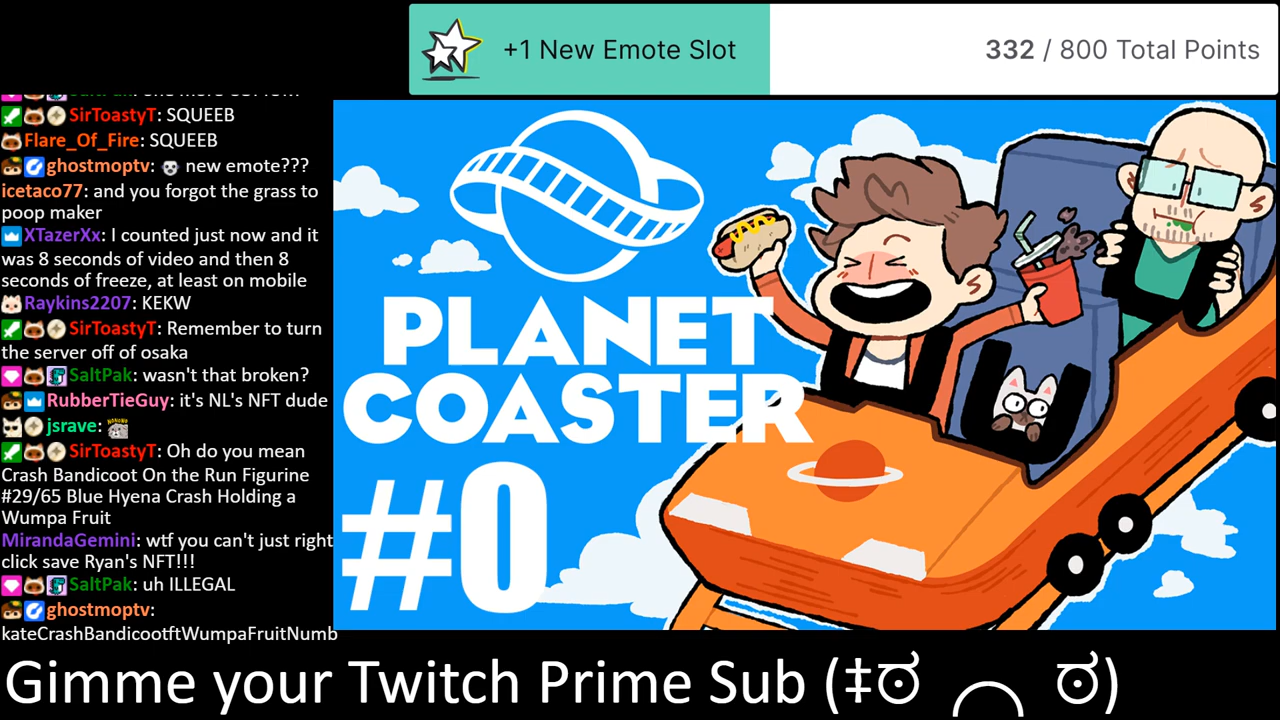 +1 New Emote Slot
332 / 800 Total Points
SirToastyT: SQUEEB
Flare_Of_Fire: SQUEEB
ghostmoptv: new emote???
icetaco77: and you forgot the grass to
poop maker
XTazerXx: I counted just now and it
was 8 seconds of video and then 8
seconds of freeze, at least on mobile
Raykins2207: KEKW
SirToastyT: Remember to turn
the server off of osaka
SaltPak: wasn't that broken?
RubberTieGuy: it's NL's NFT dude
jsrave:
SirToastyT: Oh do you mean
Crash Bandicoot On the Run Figurine
#29/65 Blue Hyena Crash Holding a
Wumpa Fruit
MirandaGemini: wtf you can't just right
click save Ryan's NFT!!!
SaltPak: uh ILLEGAL
ghostmoptv:
kateCrashBandicootftWumpaFruitNumb
PLANET
COASTER
#0
Gimme your Twitch Prime Sub (‡ಠ ︵ ಠ)